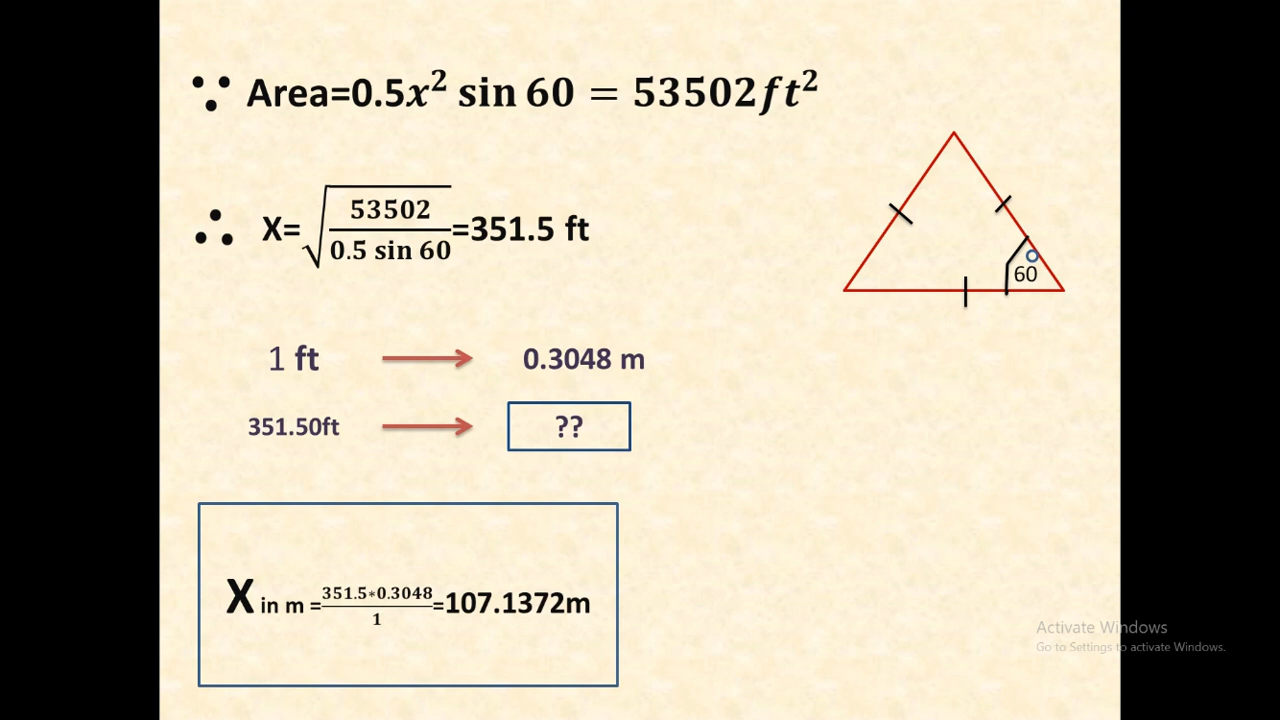 ∵ Area=0.5x² sin 60 = 53502ft²
∴ X=√(53502/0.5 sin 60)=351.5 ft
60°
1 ft → 0.3048 m
351.50ft → ??
X in m =351.5*0.3048/1=107.1372m
Activate Windows
Go to Settings to activate Windows.